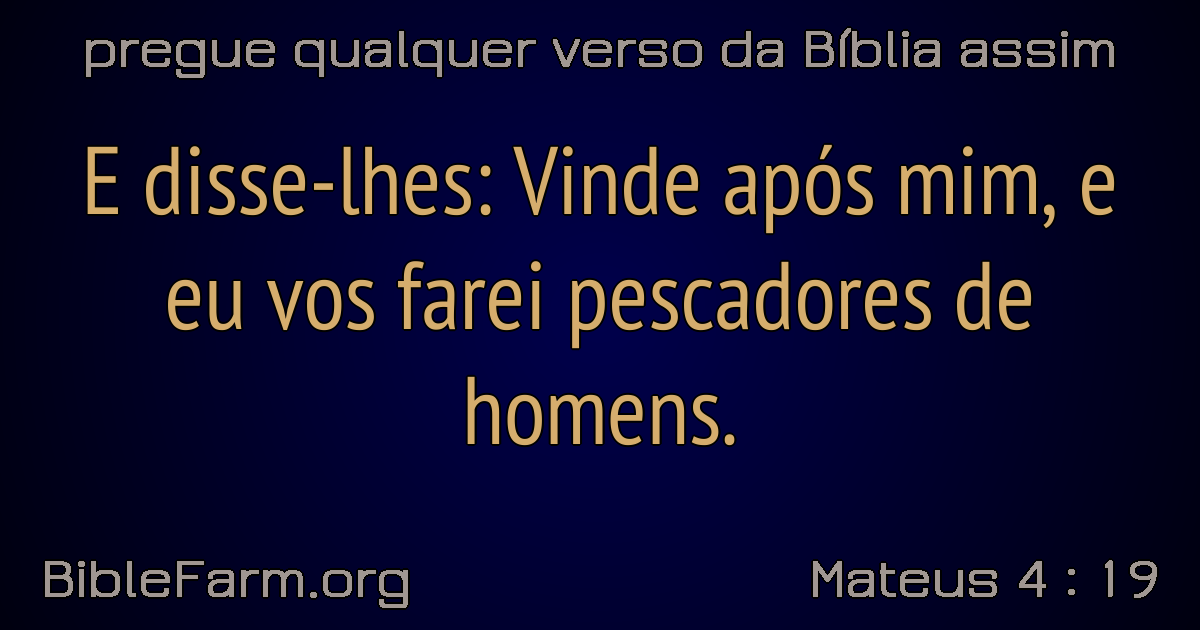 pregue qualquer verso da Bíblia assim
E disse-lhes: Vinde após mim, e
eu vos farei pescadores de
homens.
BibleFarm.org
Mateus 4 : 19